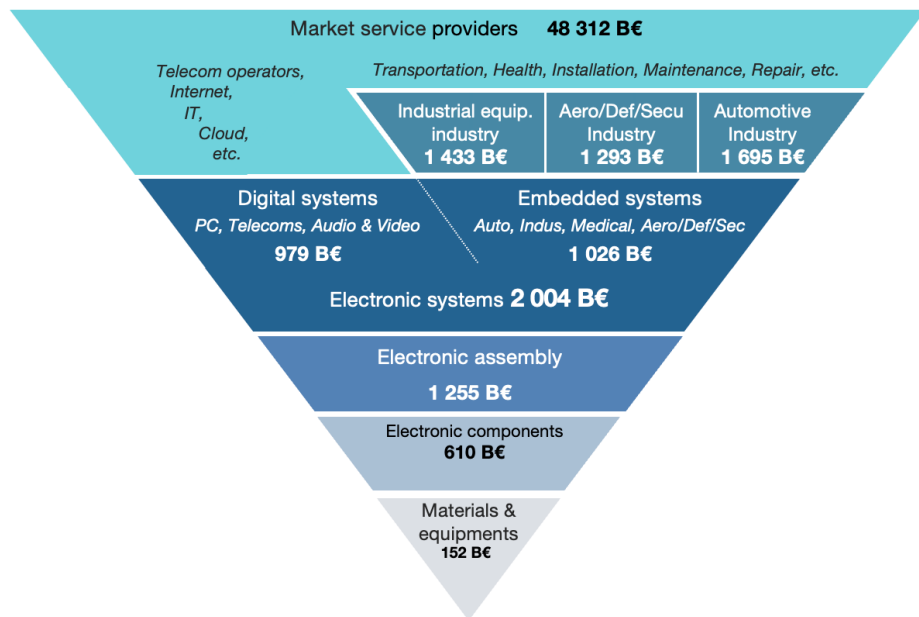 Market service providers 48 312 B€
Telecom operators,
Internet,
IT,
Cloud,
etc.
Transportation, Health, Installation, Maintenance, Repair, etc.
Industrial equip.
industry
1 433 B€
Aero/Def/Secu
Industry
1 293 B€
Automotive
Industry
1 695 B€
Digital systems
PC, Telecoms, Audio & Video
979 B€
Embedded systems
Auto, Indus, Medical, Aero/Def/Sec
1 026 B€
Electronic systems 2 004 B€
Electronic assembly
1 255 B€
Electronic components
610 B€
Materials &
equipments
152 B€